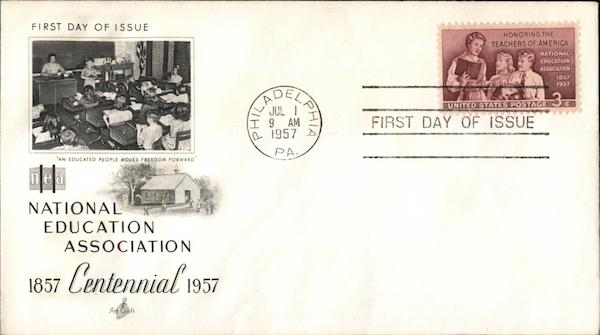 FIRST DAY OF ISSUE
"AN EDUCATED PEOPLE MOVES FREEDOM FORWARD"
nea
NATIONAL
EDUCATION
ASSOCIATION
1857 Centennial 1957
Art Craft
PHILADELPHIA
JUL 1
9 AM
1957
PA.
HONORING THE
TEACHERS OF AMERICA
NATIONAL
EDUCATION
ASSOCIATION
1857
1957
UNITED STATES POSTAGE 3¢
FIRST DAY OF ISSUE